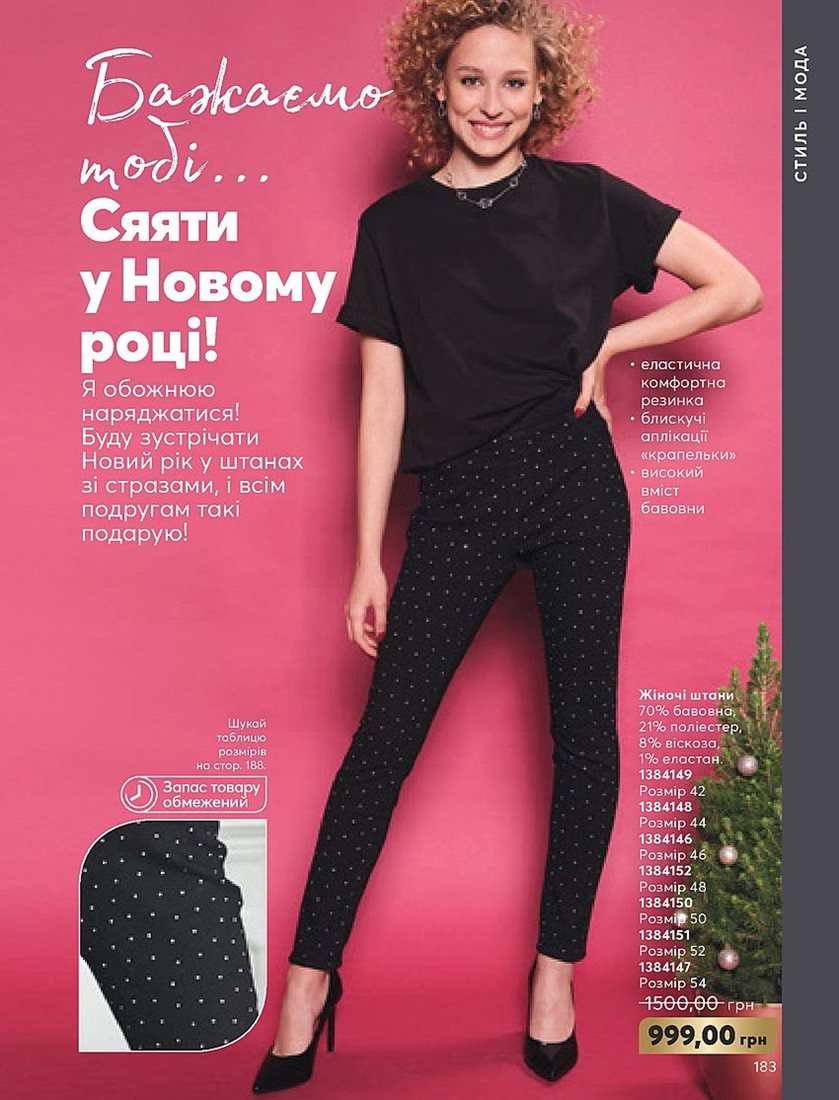 Бажаємо
тобі...
Сяяти
у Новому
році!
Я обожнюю
наряджатися!
Буду зустрічати
Новий рік у штанах
зі стразами, і всім
подругам такі
подарую!
СТИЛЬ | МОДА
• еластична
комфортна
резинка
• блискучі
аплікації
«крапельки»
• високий
вміст
бавовни
Шукай
таблицю
розмірів
на стор. 188.
Запас товару
обмежений
Жіночі штани
70% бавовна,
21% поліестер,
8% віскоза,
1% еластан.
1384149
Розмір 42
1384148
Розмір 44
1384146
Розмір 46
1384152
Розмір 48
1384150
Розмір 50
1384151
Розмір 52
1384147
Розмір 54
1500,00 грн
999,00 грн
183